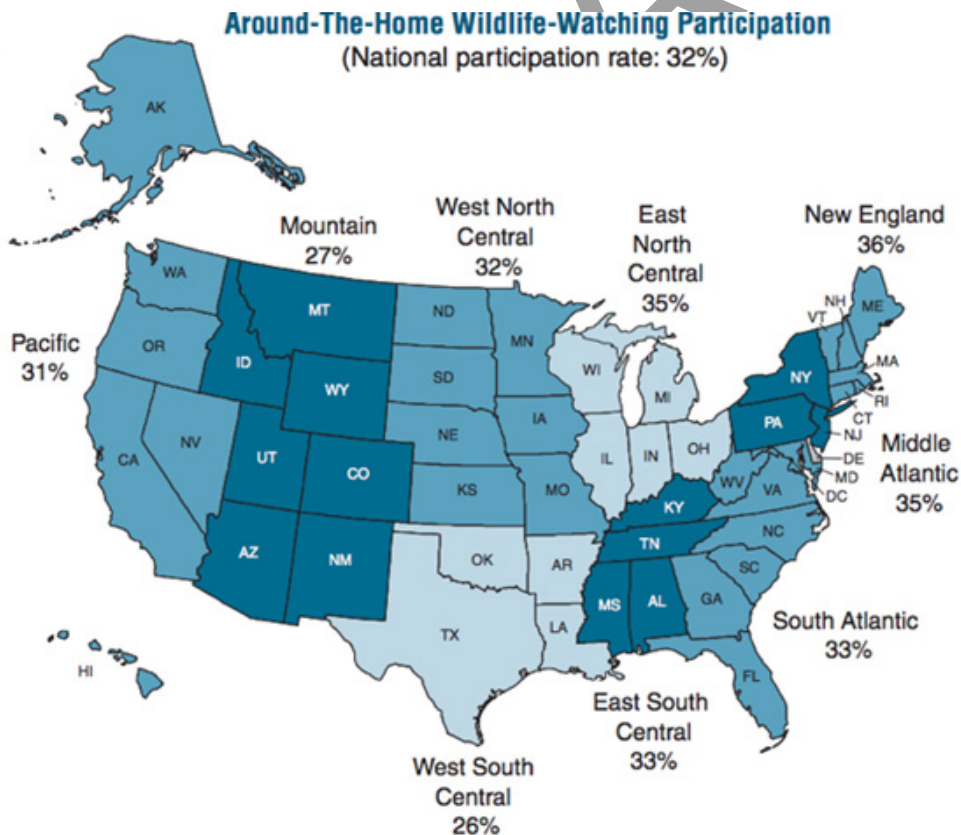 Around-The-Home Wildlife-Watching Participation
(National participation rate: 32%)
AK
Mountain
27%
West North
Central
32%
East
North
Central
35%
New England
36%
Pacific
31%
WA
OR
CA
NV
ID
MT
WY
UT
CO
AZ
NM
ND
SD
NE
KS
MN
IA
MO
WI
MI
IL
IN
OH
OK
TX
AR
LA
KY
TN
MS
AL
WV
VA
NC
SC
GA
FL
NY
PA
VT
NH
ME
MA
RI
CT
NJ
DE
MD
DC
Middle
Atlantic
35%
South Atlantic
33%
East South
Central
33%
West South
Central
26%
HI